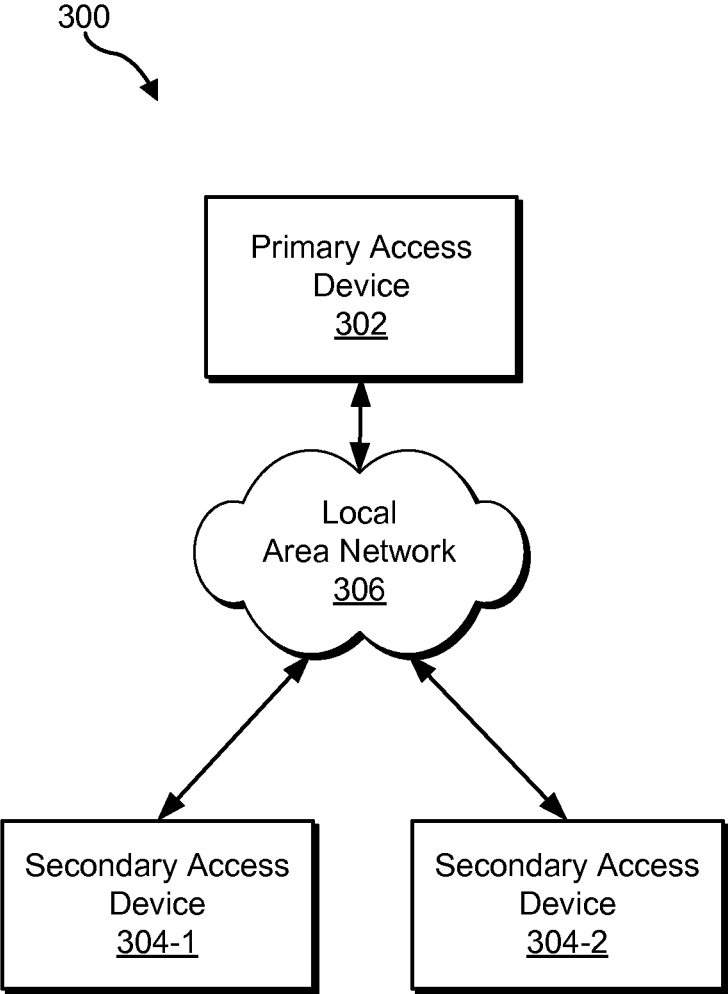 300
Primary Access
Device
302
Local
Area Network
306
Secondary Access
Device
304-1
Secondary Access
Device
304-2